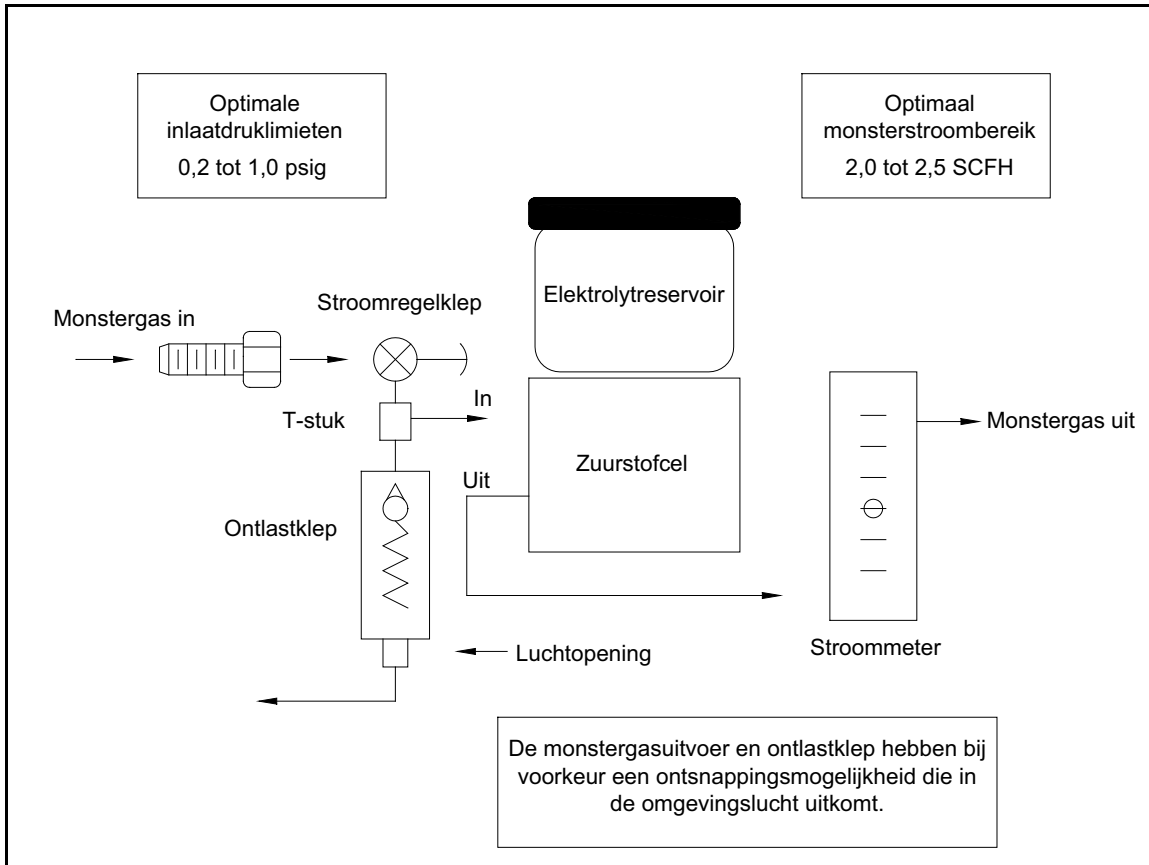 Optimale
inlaatdruklimieten
0,2 tot 1,0 psig
Optimaal
monsterstroombereik
2,0 tot 2,5 SCFH
Elektrolytreservoir
Stroomregelklep
Monstergas in
In
T-stuk
Monstergas uit
Zuurstofcel
Uit
Ontlastklep
Luchtopening
Stroommeter
De monstergasuitvoer en ontlastklep hebben bij
voorkeur een ontsnappingsmogelijkheid die in
de omgevingslucht uitkomt.